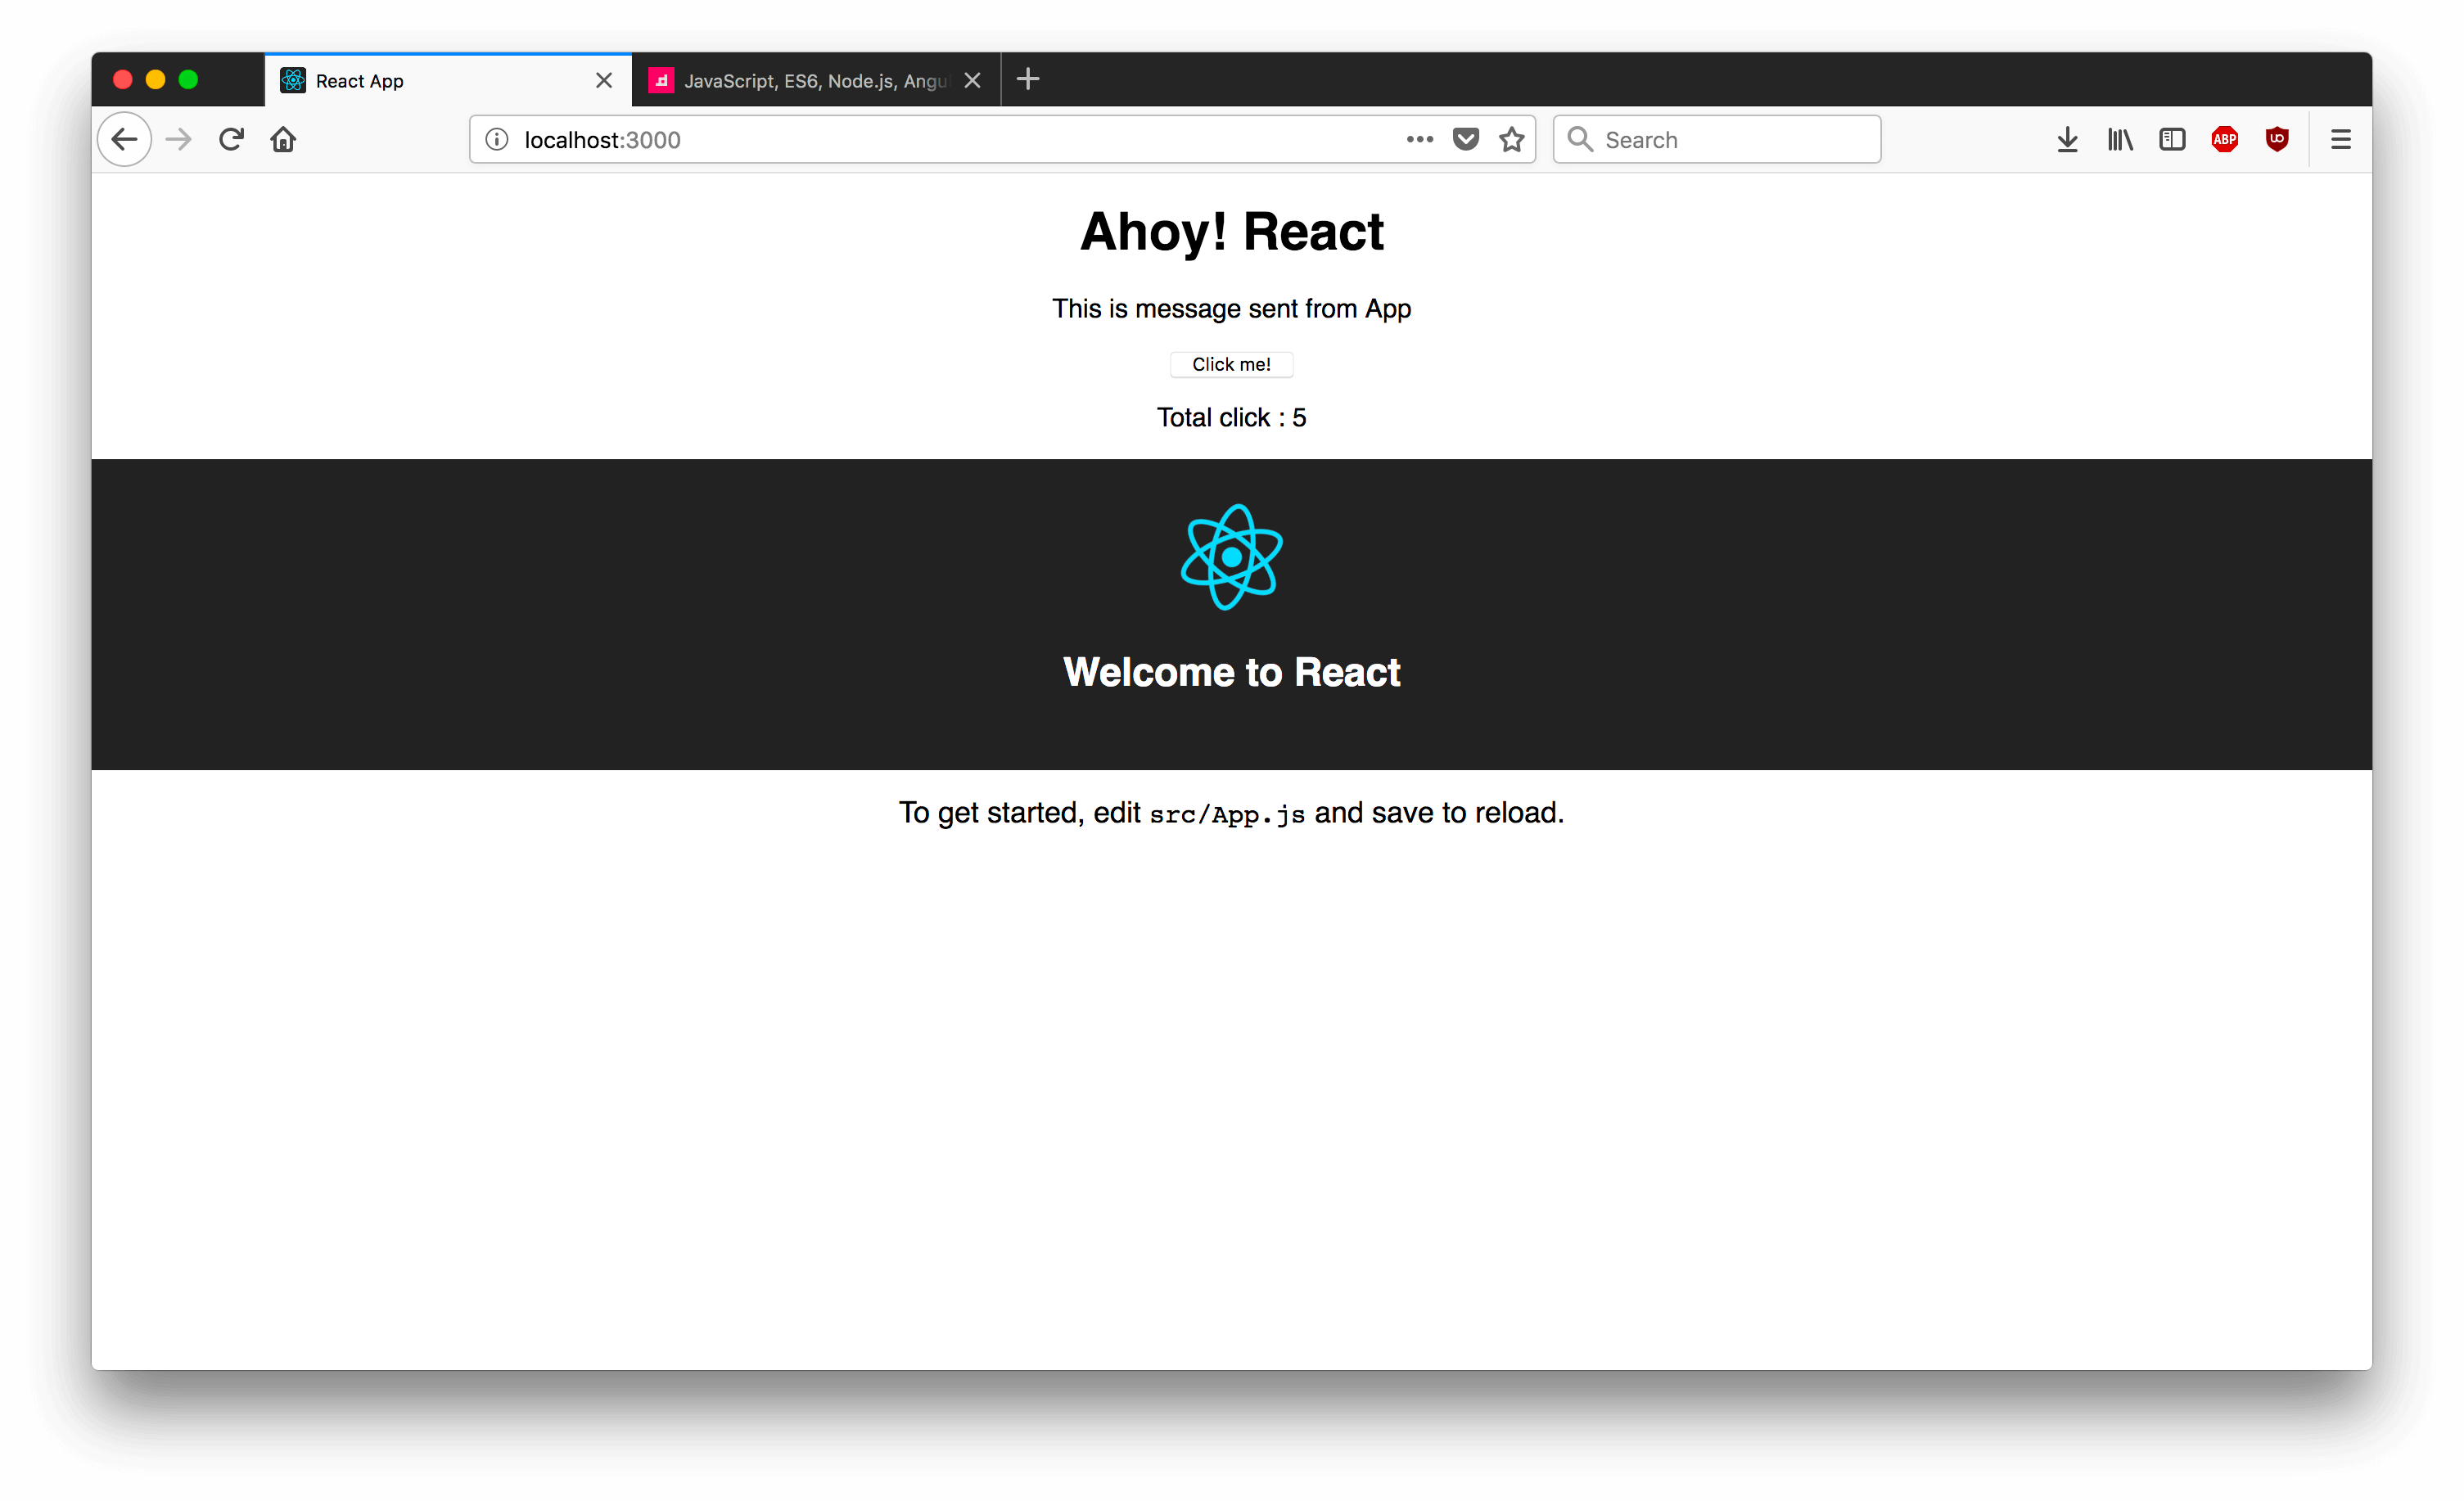 React App
JavaScript, ES6, Node.js, Angu
localhost:3000
Search
ABP
Ahoy! React
This is message sent from App
Click me!
Total click : 5
Welcome to React
To get started, edit src/App.js and save to reload.